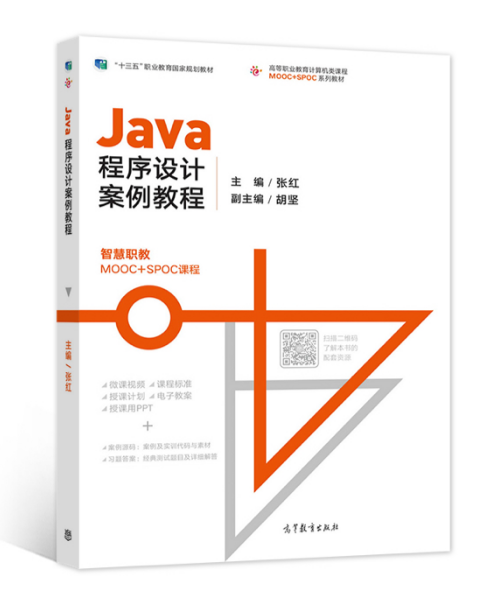 "十三五"职业教育国家规划教材
高等职业教育计算机类课程
MOOC+SPOC 系列教材
Java
程序设计
案例教程
主 编 / 张红
副主编 / 胡坚
智慧职教
MOOC+SPOC课程
扫描二维码
了解本书的
配套资源
微课视频 课程标准
授课计划 电子教案
授课用PPT
+
案例源码：案例及实训代码与素材
习题答案：经典测试题目及详细解答
高等教育出版社
Java 程序设计案例教程
主编 / 张红